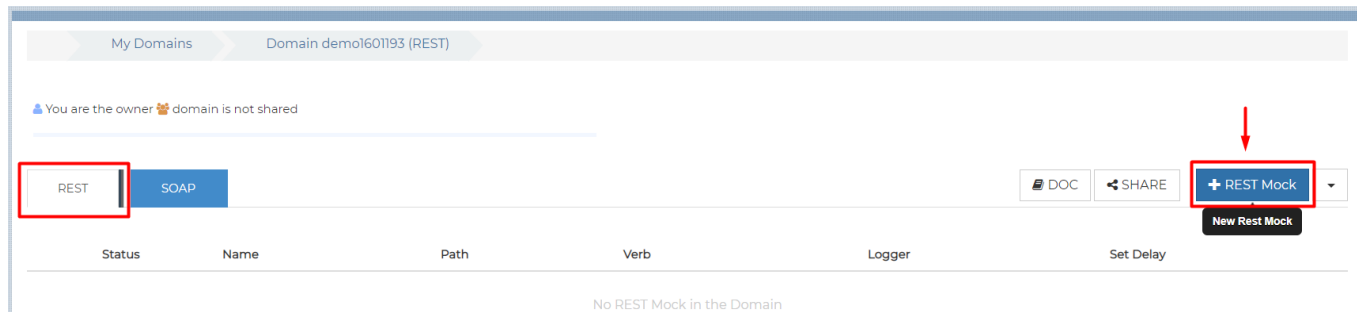 My Domains Domain demo1601193 (REST)
You are the owner domain is not shared
REST SOAP DOC SHARE + REST Mock
New Rest Mock
Status Name Path Verb Logger Set Delay
No REST Mock in the Domain